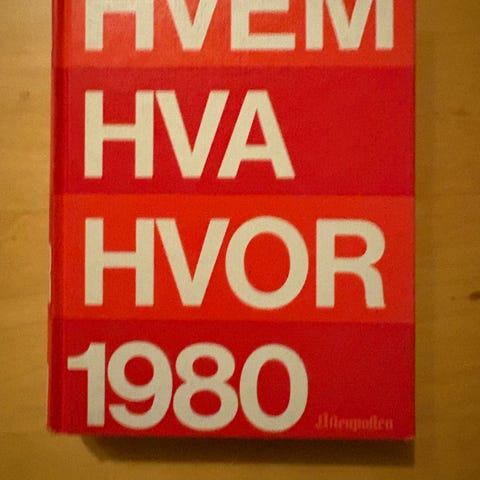 HVEM
HVA
HVOR
1980
Aftenposten